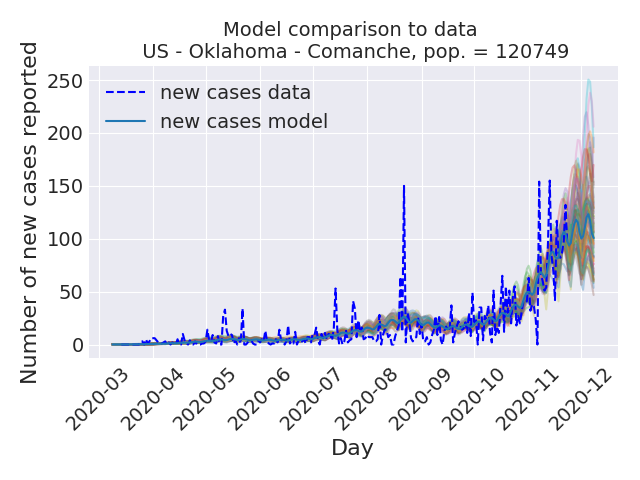 Model comparison to data
US - Oklahoma - Comanche, pop. = 120749
Number of new cases reported
250
200
150
100
50
0
new cases data
new cases model
2020-03
2020-04
2020-05
2020-06
2020-07
2020-08
2020-09
2020-10
2020-11
2020-12
Day